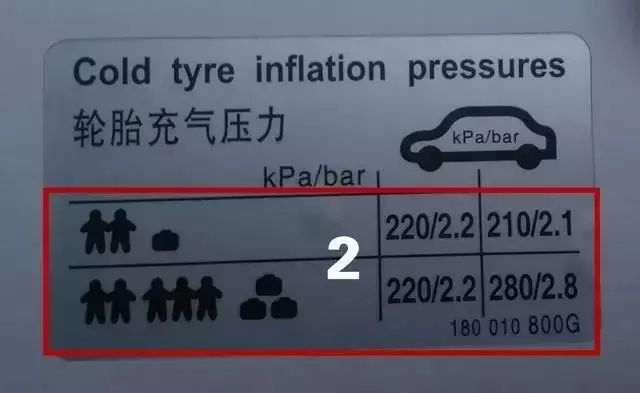 Cold tyre inflation pressures
轮胎充气压力
kPa/bar
kPa/bar
220/2.2 210/2.1
2
220/2.2 280/2.8
180 010 800G